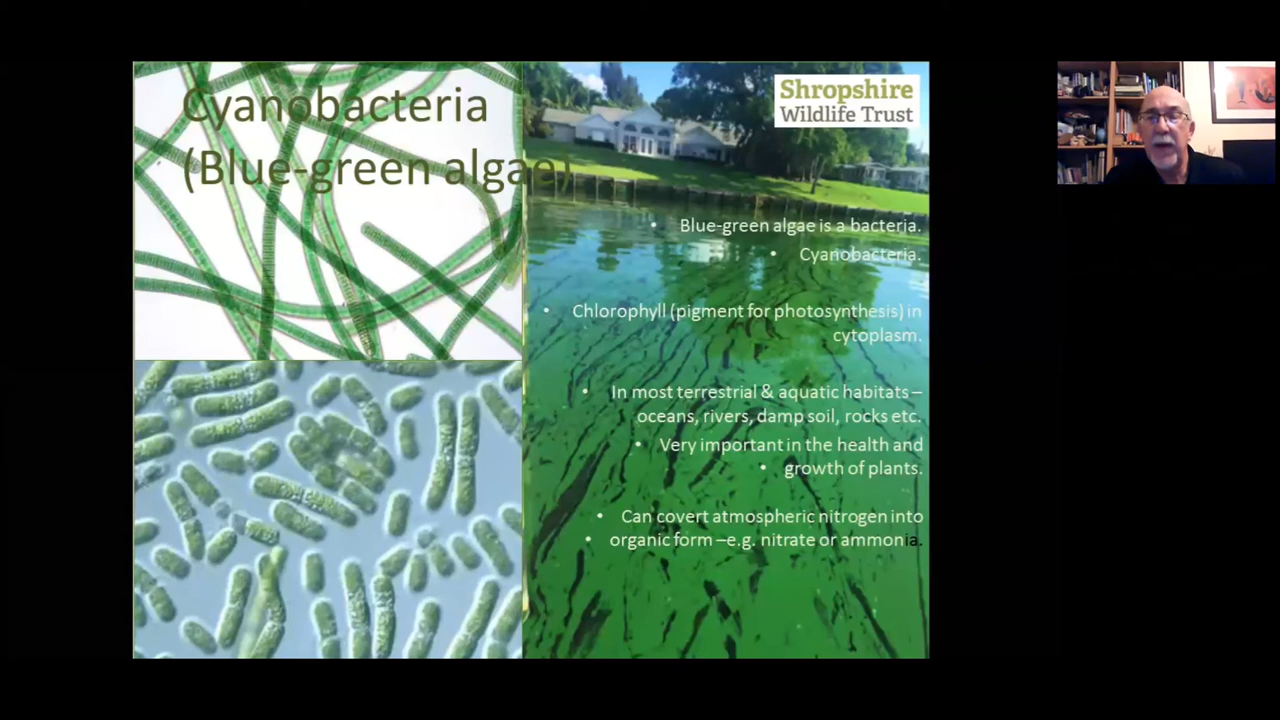 Cyanobacteria
(Blue-green algae)
Shropshire
Wildlife Trust
• Blue-green algae is a bacteria.
• Cyanobacteria.
• Chlorophyll (pigment for photosynthesis) in
cytoplasm.
• In most terrestrial & aquatic habitats –
oceans, rivers, damp soil, rocks etc.
• Very important in the health and
• growth of plants.
• Can covert atmospheric nitrogen into
• organic form –e.g. nitrate or ammonia.